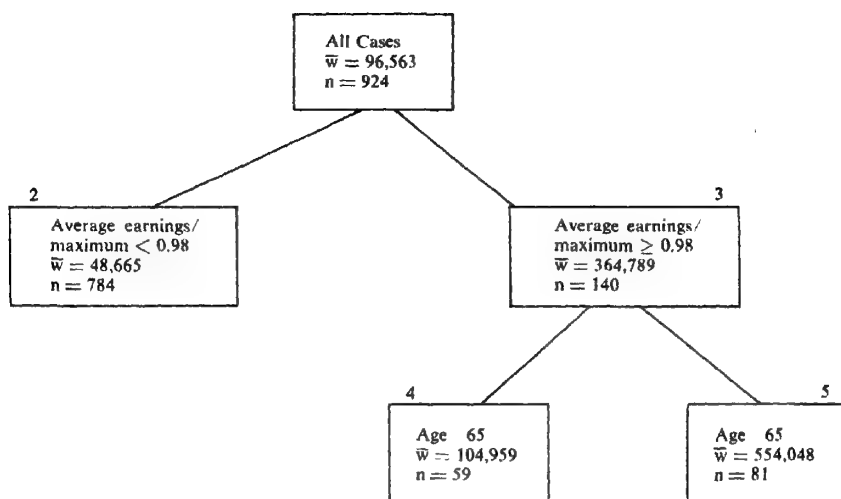 All Cases
w̅ = 96,563
n = 924
2
Average earnings/
maximum < 0.98
w̅ = 48,665
n = 784
3
Average earnings/
maximum ≥ 0.98
w̅ = 364,789
n = 140
4
Age 65
w̅ = 104,959
n = 59
5
Age 65
w̅ = 554,048
n = 81